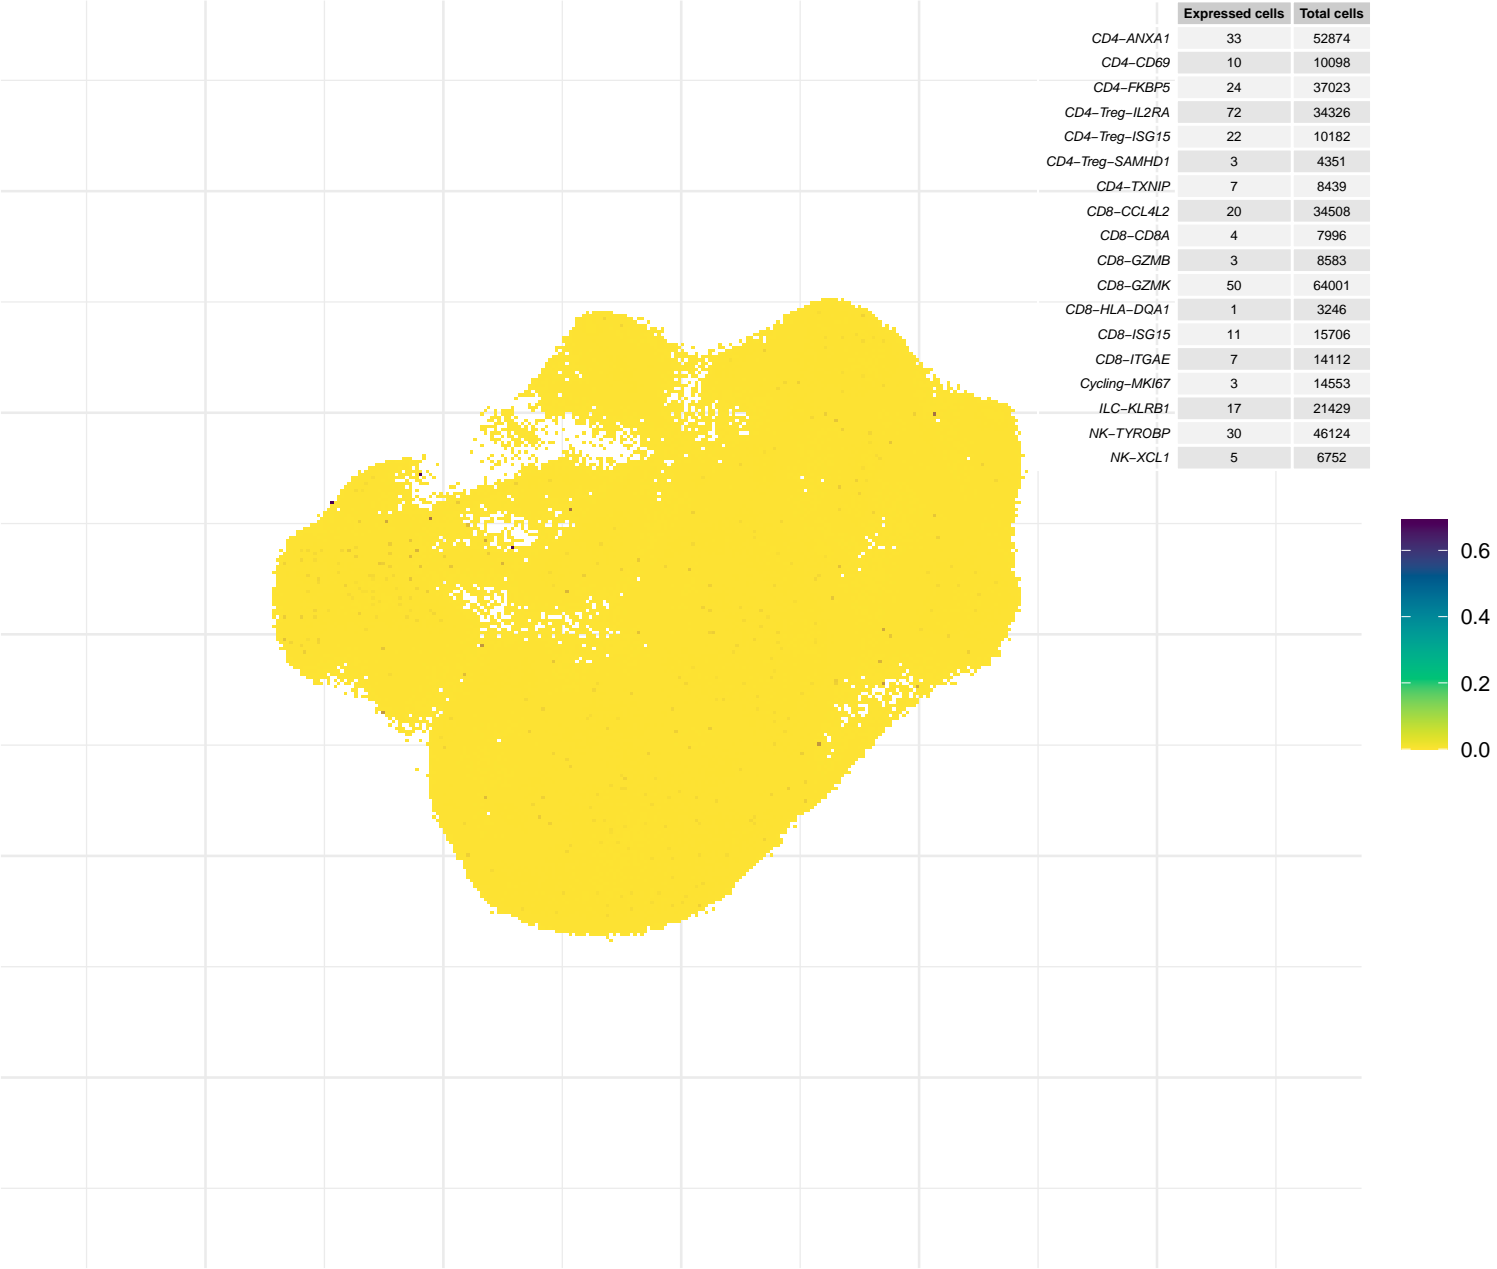 Expressed cells Total cells
CD4−ANXA1 33 52874
CD4−CD69 10 10098
CD4−FKBP5 24 37023
CD4−Treg−IL2RA 72 34326
CD4−Treg−ISG15 22 10182
CD4−Treg−SAMHD1 3 4351
CD4−TXNIP 7 8439
CD8−CCL4L2 20 34508
CD8−CD8A 4 7996
CD8−GZMB 3 8583
CD8−GZMK 50 64001
CD8−HLA−DQA1 1 3246
CD8−ISG15 11 15706
CD8−ITGAE 7 14112
Cycling−MKI67 3 14553
ILC−KLRB1 17 21429
NK−TYROBP 30 46124
NK−XCL1 5 6752
0.6
0.4
0.2
0.0